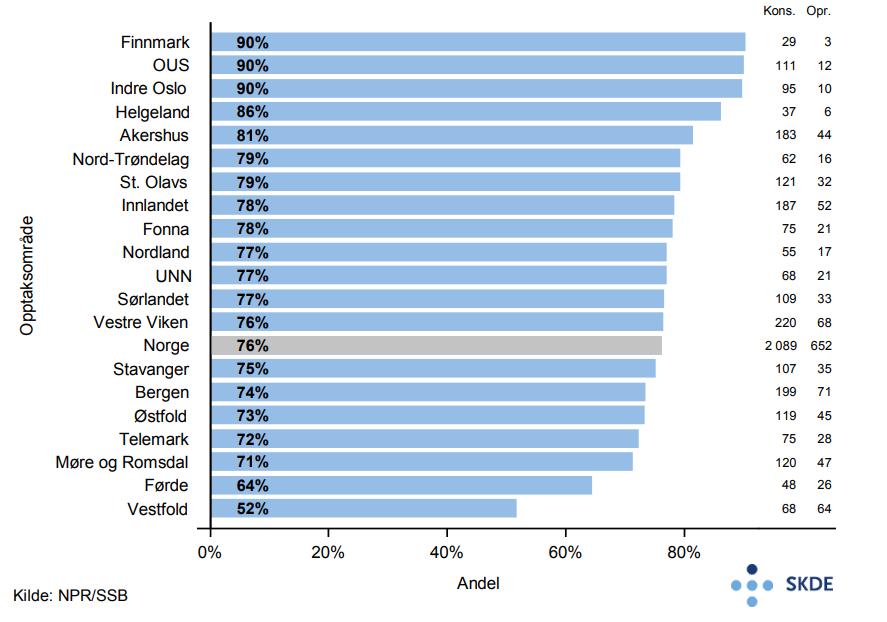 Kons. Opr.
Finnmark 90% 29 3
OUS 90% 111 12
Indre Oslo 90% 95 10
Helgeland 86% 37 6
Akershus 81% 183 44
Nord-Trøndelag 79% 62 16
St. Olavs 79% 121 32
Innlandet 78% 187 52
Fonna 78% 75 21
Nordland 77% 55 17
UNN 77% 68 21
Sørlandet 77% 109 33
Vestre Viken 76% 220 68
Norge 76% 2 089 652
Stavanger 75% 107 35
Bergen 74% 199 71
Østfold 73% 119 45
Telemark 72% 75 28
Møre og Romsdal 71% 120 47
Førde 64% 48 26
Vestfold 52% 68 64
Opptaksområde
0% 20% 40% 60% 80%
Andel
Kilde: NPR/SSB
SKDE